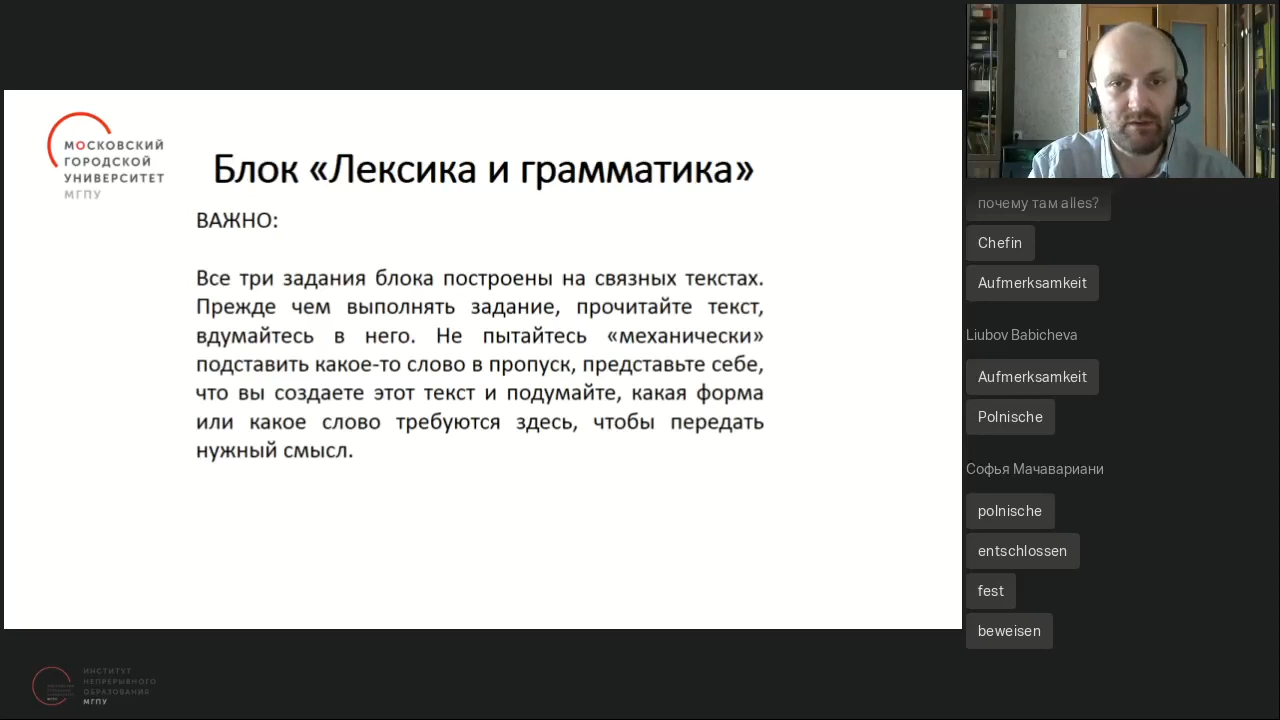 МОСКОВСКИЙ
ГОРОДСКОЙ
УНИВЕРСИТЕТ
МГПУ
Блок «Лексика и грамматика»
ВАЖНО:
Все три задания блока построены на связных текстах.
Прежде чем выполнять задание, прочитайте текст,
вдумайтесь в него. Не пытайтесь «механически»
подставить какое-то слово в пропуск, представьте себе,
что вы создаете этот текст и подумайте, какая форма
или какое слово требуются здесь, чтобы передать
нужный смысл.
ИНСТИТУТ
НЕПРЕРЫВНОГО
ОБРАЗОВАНИЯ
МГПУ
почему там alles?
Chefin
Aufmerksamkeit
Liubov Babicheva
Aufmerksamkeit
Polnische
Софья Мачавариани
polnische
entschlossen
fest
beweisen